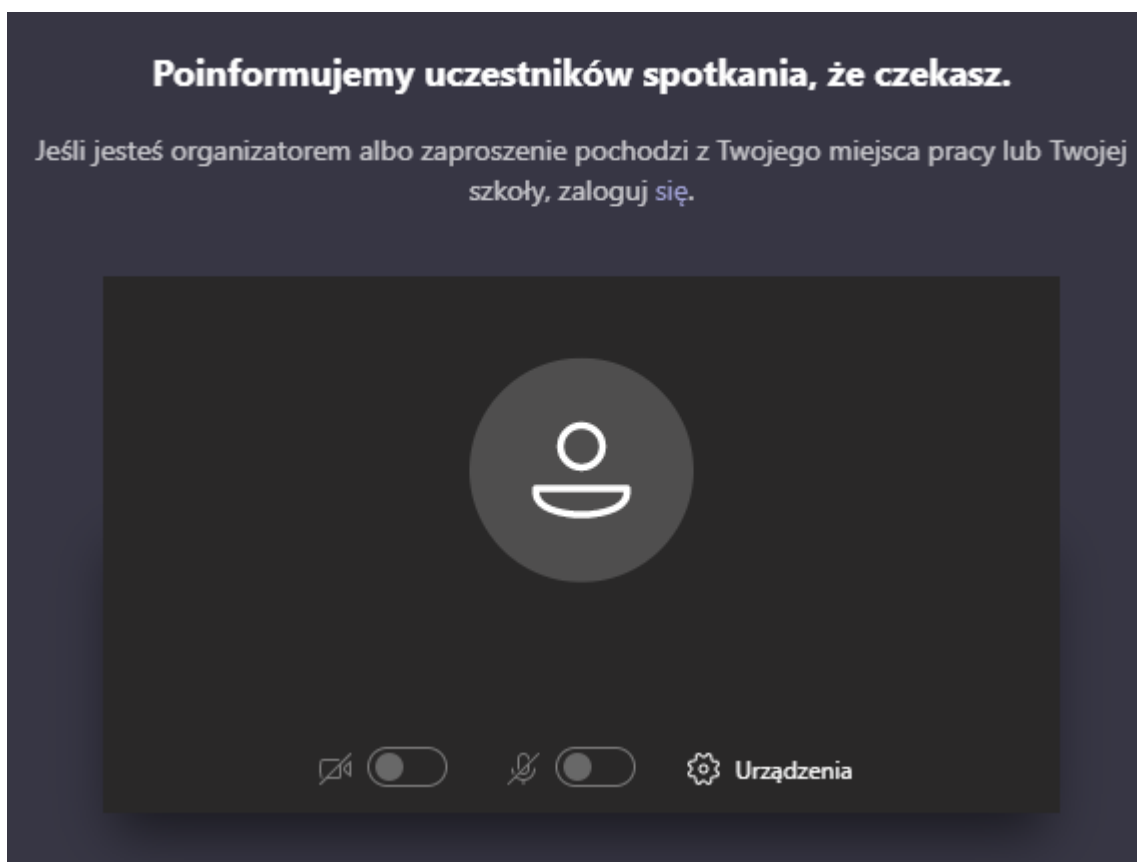 Poinformujemy uczestników spotkania, że czekasz.
Jeśli jesteś organizatorem albo zaproszenie pochodzi z Twojego miejsca pracy lub Twojej
szkoły, zaloguj się.
Urządzenia